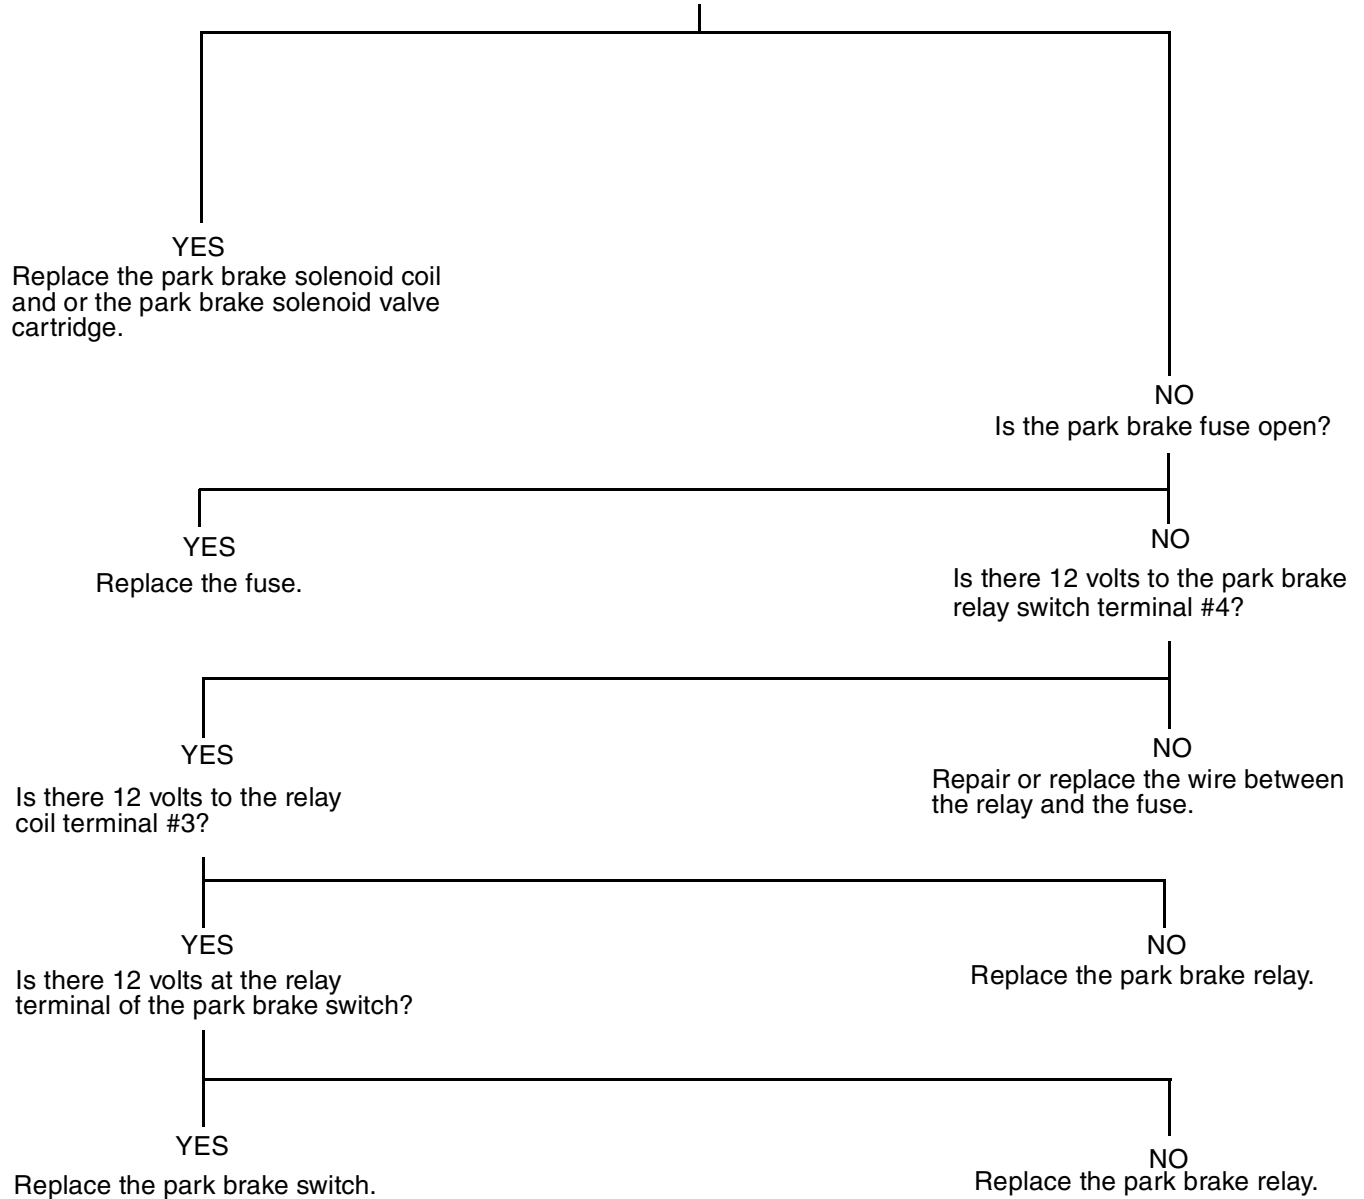 YES
Replace the park brake solenoid coil
and or the park brake solenoid valve
cartridge.
NO
Is the park brake fuse open?
YES
Replace the fuse.
NO
Is there 12 volts to the park brake
relay switch terminal #4?
YES
Is there 12 volts to the relay
coil terminal #3?
NO
Repair or replace the wire between
the relay and the fuse.
YES
Is there 12 volts at the relay
terminal of the park brake switch?
NO
Replace the park brake relay.
YES
Replace the park brake switch.
NO
Replace the park brake relay.